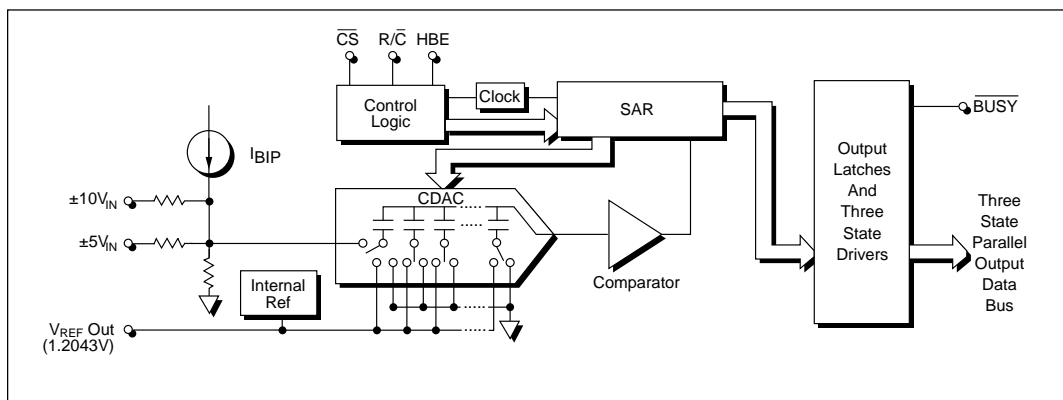 CS R/C HBE
Control
Logic
Clock
SAR
BUSY
IBIP
Output
Latches
And
Three
State
Drivers
±10VIN
CDAC
Three
State
Parallel
Output
Data
Bus
±5VIN
Comparator
Internal
Ref
VREF Out
(1.2043V)